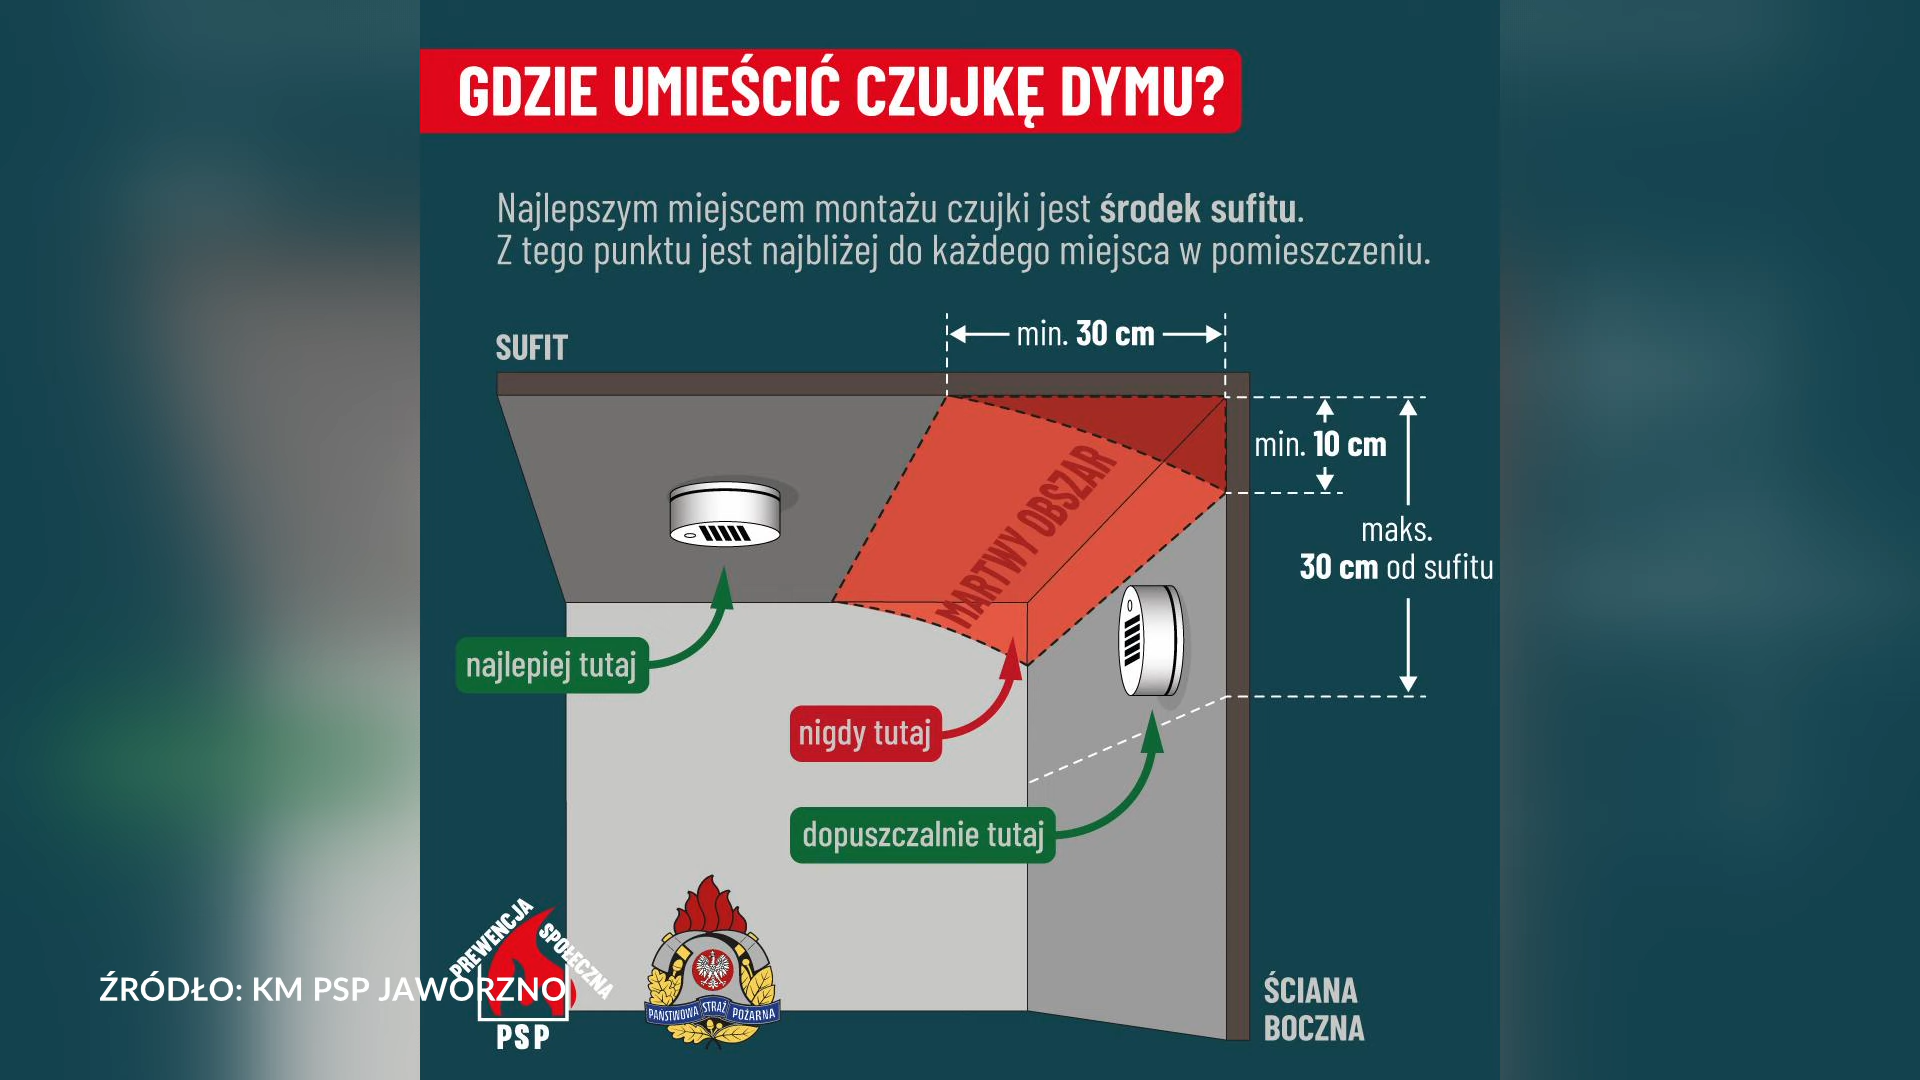 GDZIE UMIEŚCIĆ CZUJKĘ DYMU?
Najlepszym miejscem montażu czujki jest środek sufitu.
Z tego punktu jest najbliżej do każdego miejsca w pomieszczeniu.
SUFIT
min. 30 cm
min. 10 cm
maks.
30 cm od sufitu
MARTWY OBSZAR
najlepiej tutaj
nigdy tutaj
dopuszczalnie tutaj
PREWENCJA SPOŁECZNA
PSP
PAŃSTWOWA STRAŻ POŻARNA
ŹRÓDŁO: KM PSP JAWORZNO
ŚCIANA
BOCZNA